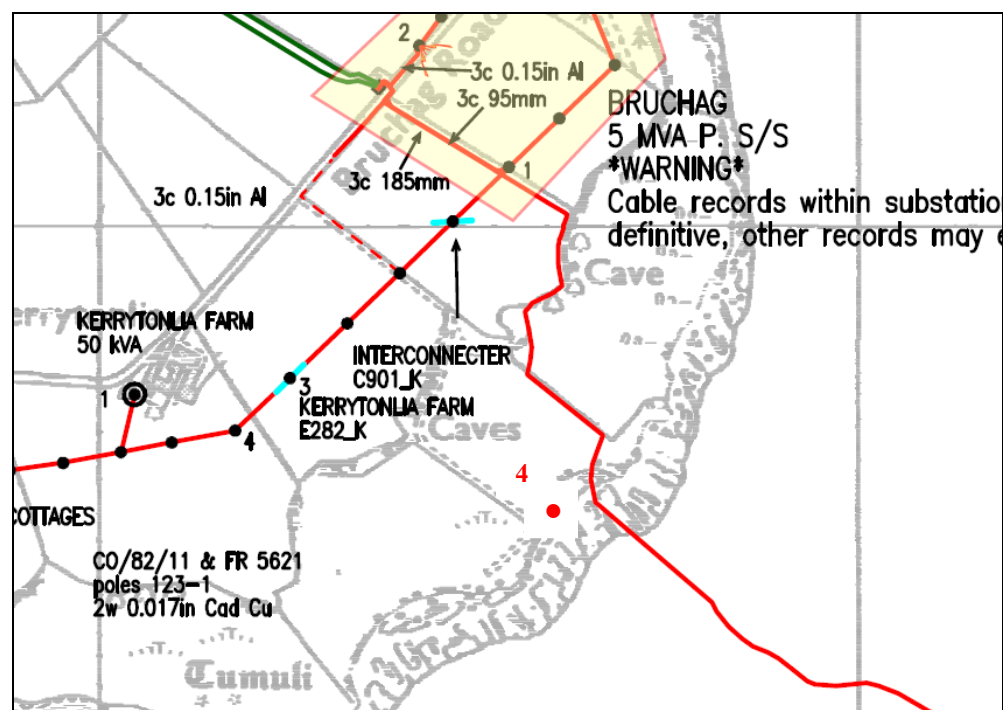 2
Bruchag Road
3c 0.15in Al
3c 95mm
BRUCHAG
5 MVA P. S/S
*WARNING*
Cable records within substatio
definitive, other records may e
1
3c 185mm
3c 0.15in Al
Cave
KERRYTONLIA FARM
50 kVA
1
INTERCONNECTER
C901_K
3
KERRYTONLIA FARM
E282_K
4
Caves
4
COTTAGES
CO/82/11 & FR 5621
poles 123-1
2w 0.017in Cad Cu
Tumuli